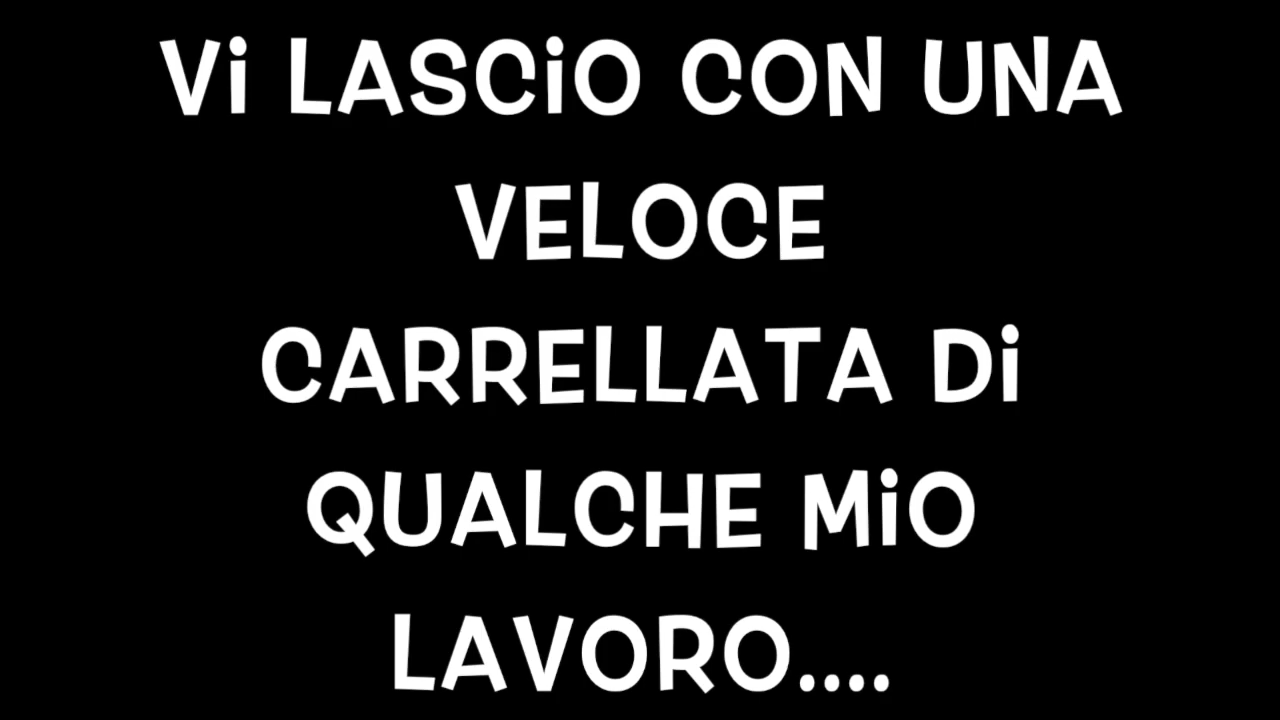 Vi LASCiO CON UNA
VELOCE
CARRELLATA Di
QUALCHE MiO
LAVORO....